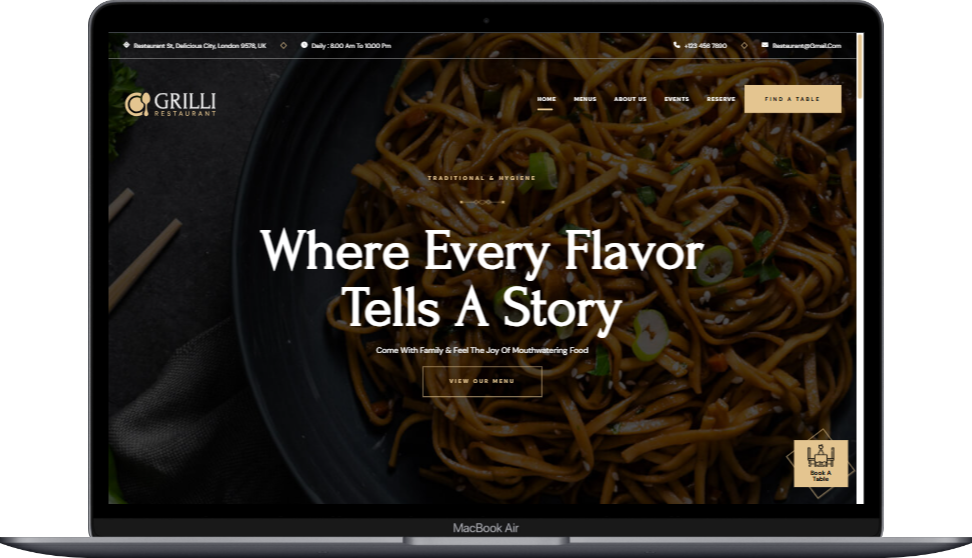 Restaurant St, Delicious City, London 9578, UK
Daily : 8.00 Am To 10.00 Pm
+123 456 7890
Restaurant@Gmail.Com
GRILLI
RESTAURANT
HOME MENUS ABOUT US EVENTS RESERVE FIND A TABLE
TRADITIONAL & HYGIENE
Where Every Flavor
Tells A Story
Come With Family & Feel The Joy Of Mouthwatering Food
VIEW OUR MENU
Book A
Table
MacBook Air